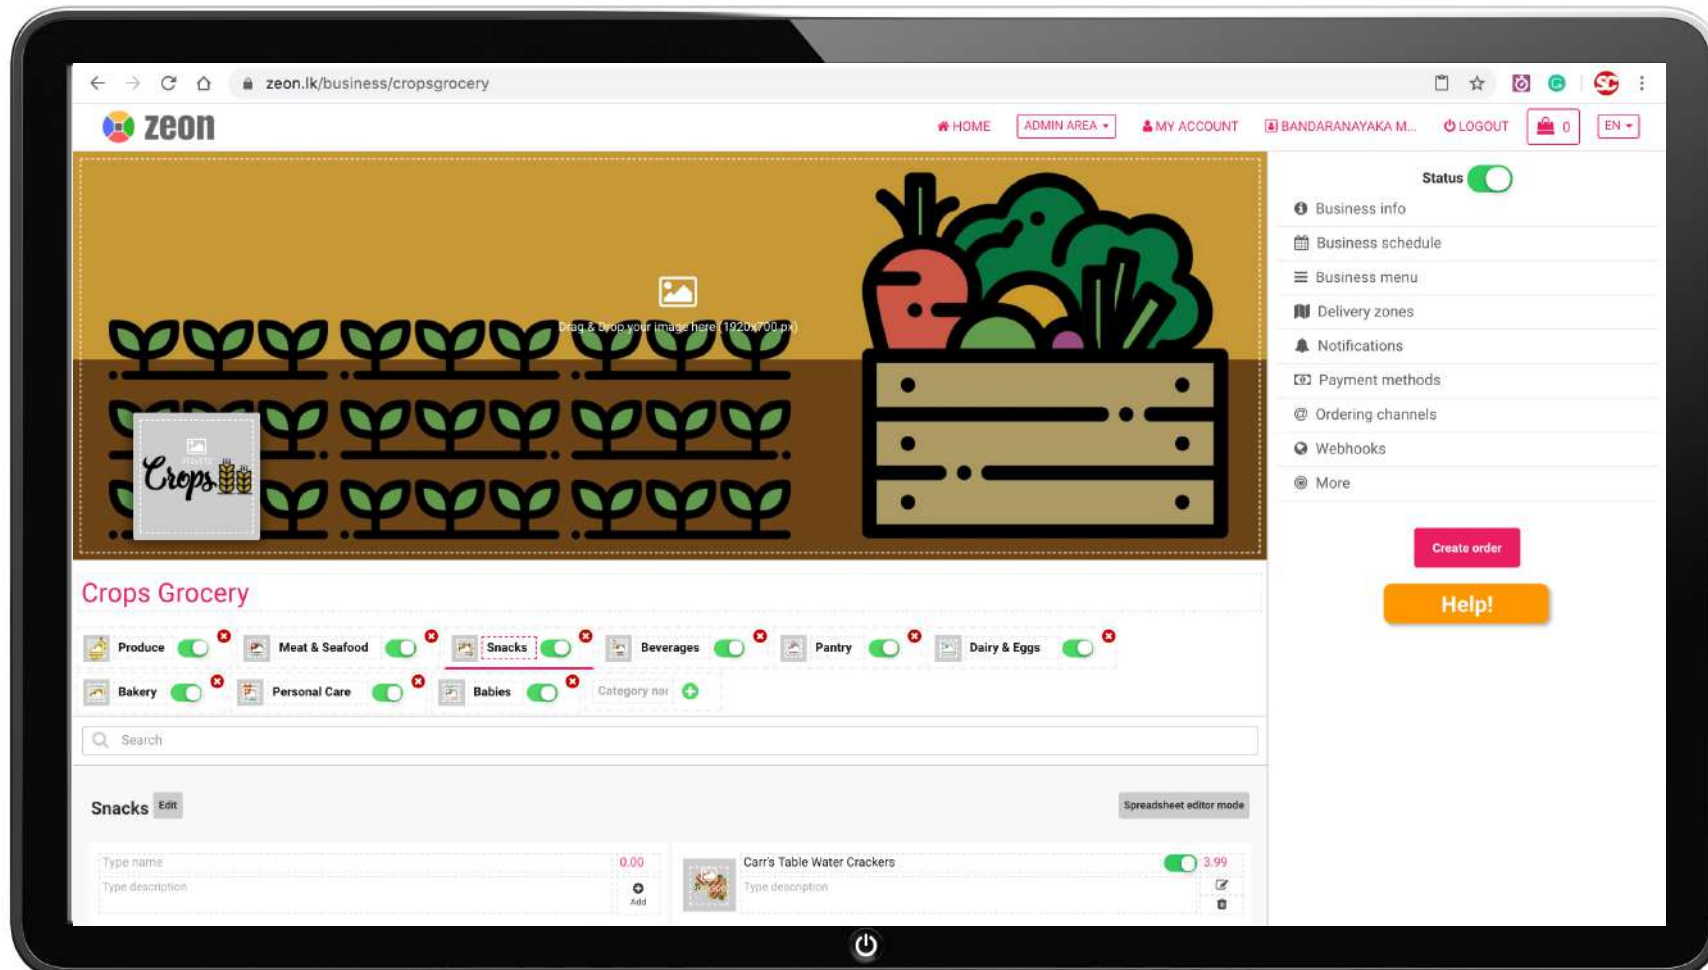 zeon.lk/business/cropsgrocery
SC
zeon
HOME
ADMIN AREA
MY ACCOUNT
BANDARANAYAKA M...
LOGOUT
0
EN
Drag & Drop your image here (1920x700 px)
Crops
Status
Business info
Business schedule
Business menu
Delivery zones
Notifications
Payment methods
@ Ordering channels
Webhooks
More
Create order
Help!
Crops Grocery
Produce
Meat & Seafood
Snacks
Beverages
Pantry
Dairy & Eggs
Bakery
Personal Care
Babies
Category nar
Search
Snacks
Edit
Spreadsheet editor mode
Type name
0.00
Type description
Add
Carr's Table Water Crackers
3.99
Type description